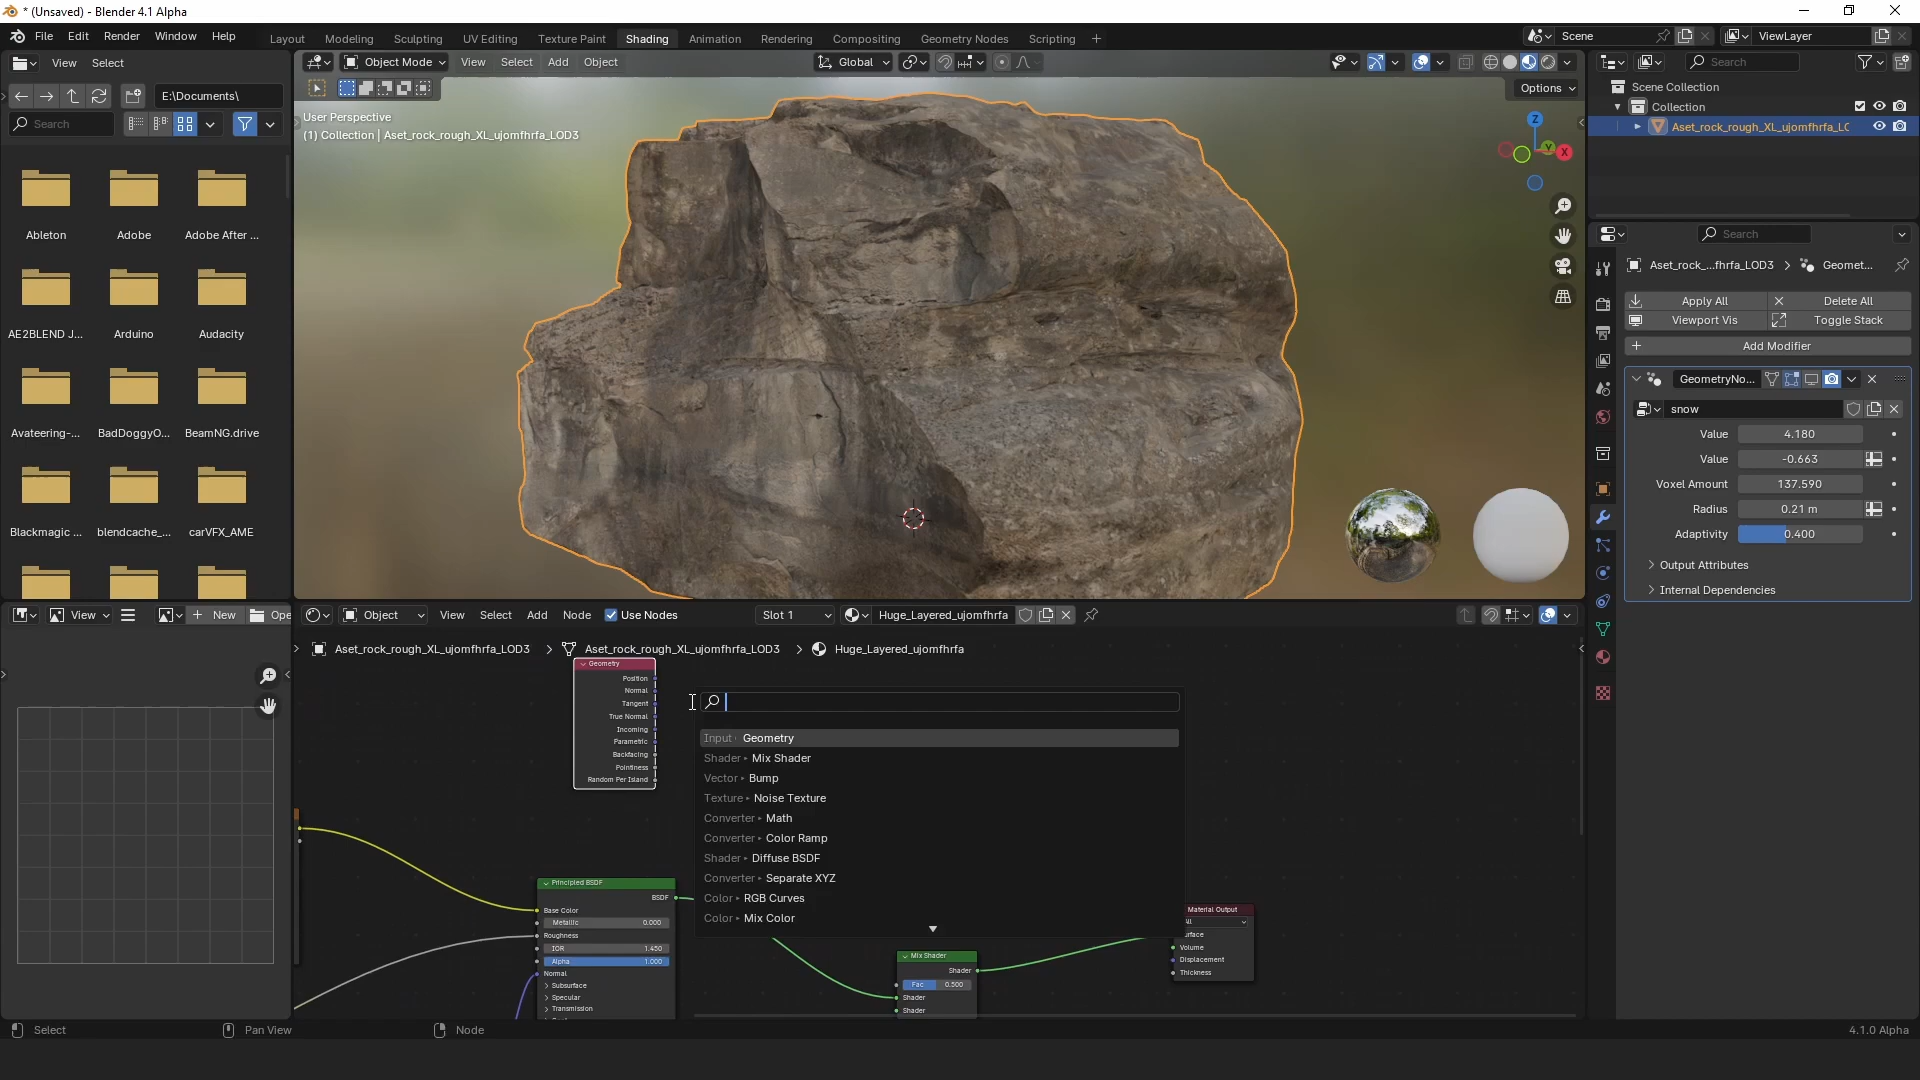 * (Unsaved) - Blender 4.1 Alpha
File Edit Render Window Help
Layout Modeling Sculpting UV Editing Texture Paint Shading Animation Rendering Compositing Geometry Nodes Scripting +
Scene
ViewLayer
View Select
E:\Documents\
Search
Ableton
Adobe
Adobe After ...
AE2BLEND J...
Arduino
Audacity
Avateering-...
BadDoggyO...
BeamNG.drive
Blackmagic ...
blendcache_...
carVFX_AME
Object Mode View Select Add Object
Global
Options
User Perspective
(1) Collection | Aset_rock_rough_XL_ujomfhrfa_LOD3
Z
Y
X
Search
Scene Collection
Collection
Aset_rock_rough_XL_ujomfhrfa_LO
Search
Aset_rock_...fhrfa_LOD3 > Geomet...
Apply All
Delete All
Viewport Vis
Toggle Stack
Add Modifier
GeometryNo...
snow
Value 4.180
Value -0.663
Voxel Amount 137.590
Radius 0.21 m
Adaptivity 0.400
Output Attributes
Internal Dependencies
View
New
Ope
Object View Select Add Node Use Nodes
Slot 1
Huge_Layered_ujomfhrfa
Aset_rock_rough_XL_ujomfhrfa_LOD3 > Aset_rock_rough_XL_ujomfhrfa_LOD3 > Huge_Layered_ujomfhrfa
Geometry
Position
Normal
Tangent
True Normal
Incoming
Parametric
Backfacing
Pointiness
Random Per Island
Input Geometry
Shader Mix Shader
Vector Bump
Texture Noise Texture
Converter Math
Converter Color Ramp
Shader Diffuse BSDF
Converter Separate XYZ
Color RGB Curves
Color Mix Color
Principled BSDF
BSDF
Base Color
Metallic 0.000
Roughness
IOR 1.450
Alpha 1.000
Normal
Subsurface
Specular
Transmission
Mix Shader
Shader
Fac 0.500
Shader
Shader
Material Output
All
urface
Volume
Displacement
Thickness
Select
Pan View
Node
4.1.0 Alpha